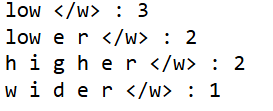 low </w> : 3
low e r </w> : 2
h i g h e r </w> : 2
w i d e r </w> : 1